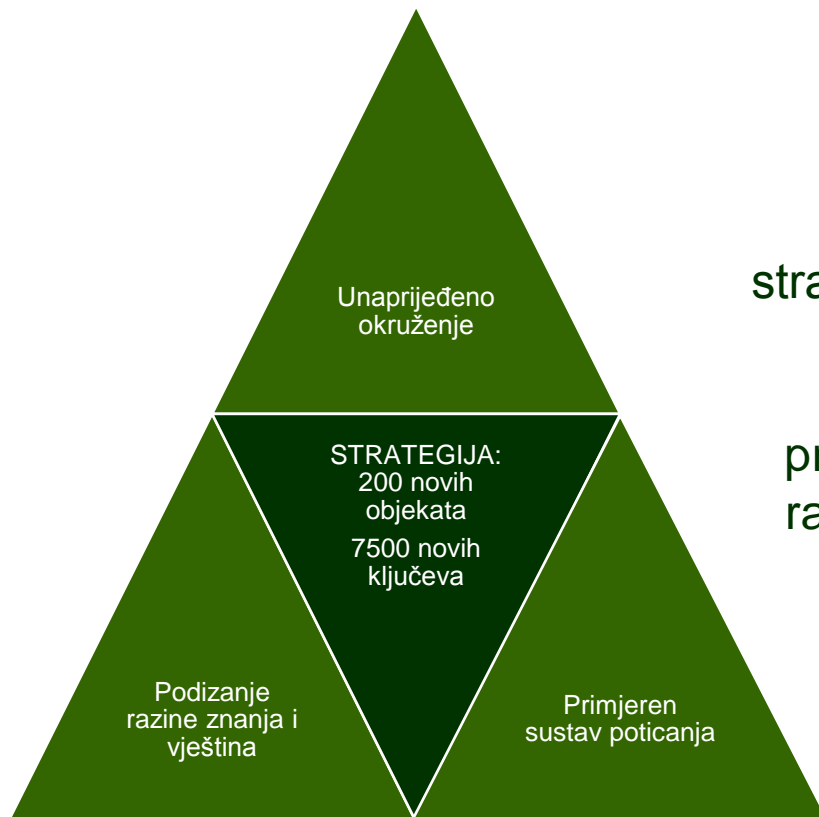 Unaprijeđeno
okruženje
STRATEGIJA:
200 novih
objekata
7500 novih
ključeva
Podizanje
razine znanja i
vještina
Primjeren
sustav poticanja